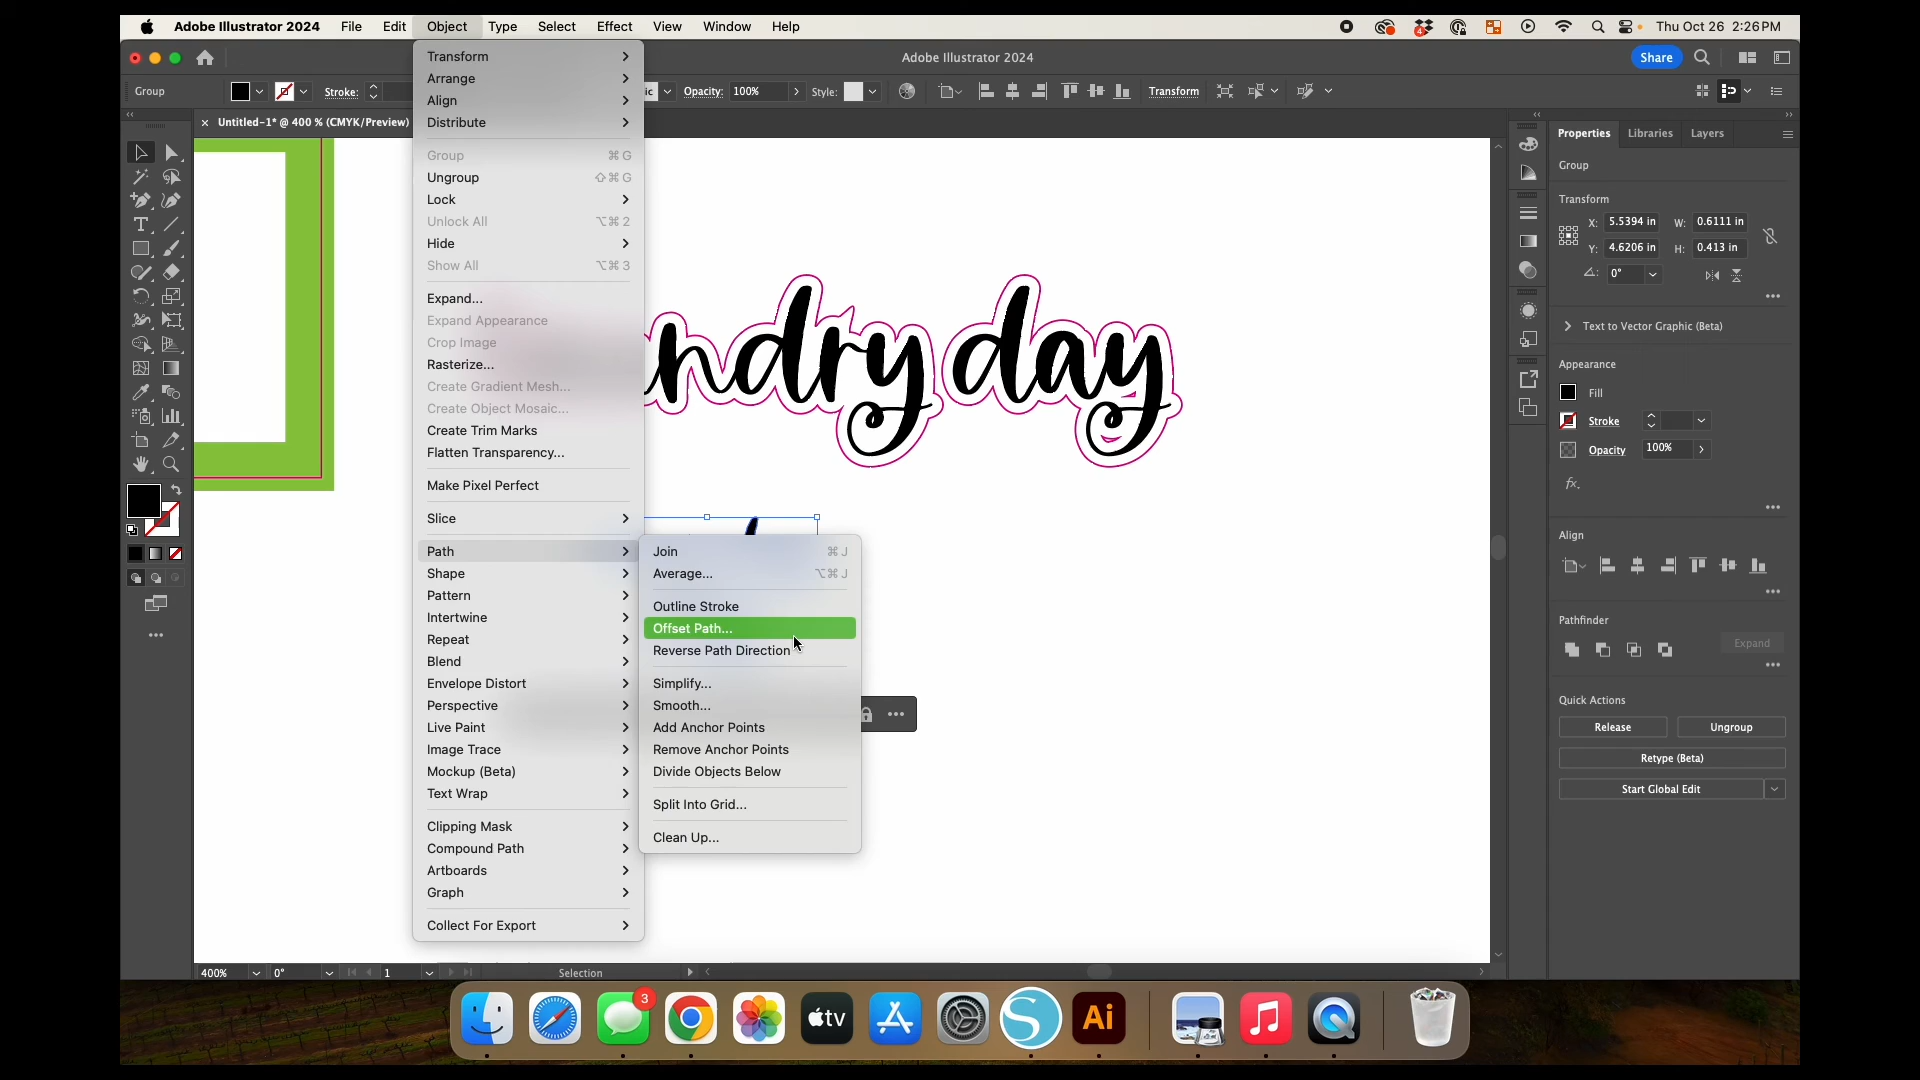 Adobe Illustrator 2024 File Edit Object Type Select Effect View Window Help
4
Thu Oct 26 2:26 PM
Adobe Illustrator 2024
Share
Group
Stroke:
ic
Opacity: 100%
Style:
Transform
× Untitled-1* @ 400 % (CMYK/Preview)
Transform
Arrange
Align
Distribute
Group ⌘ G
Ungroup ⇧⌘ G
Lock
Unlock All ⌥⌘ 2
Hide
Show All ⌥⌘ 3
Expand...
Expand Appearance
Crop Image
Rasterize...
Create Gradient Mesh...
Create Object Mosaic...
Create Trim Marks
Flatten Transparency...
Make Pixel Perfect
Slice
Path
Shape
Pattern
Intertwine
Repeat
Blend
Envelope Distort
Perspective
Live Paint
Image Trace
Mockup (Beta)
Text Wrap
Clipping Mask
Compound Path
Artboards
Graph
Collect For Export
Join ⌘ J
Average... ⌥⌘ J
Outline Stroke
Offset Path...
Reverse Path Direction
Simplify...
Smooth...
Add Anchor Points
Remove Anchor Points
Divide Objects Below
Split Into Grid...
Clean Up...
ndry day
Properties Libraries Layers
Group
Transform
X: 5.5394 in W: 0.6111 in
Y: 4.6206 in H: 0.413 in
0°
Text to Vector Graphic (Beta)
Appearance
Fill
Stroke
Opacity 100%
fx.
Align
Pathfinder
Expand
Quick Actions
Release Ungroup
Retype (Beta)
Start Global Edit
400% 0° 1 Selection
3
tv
Ai